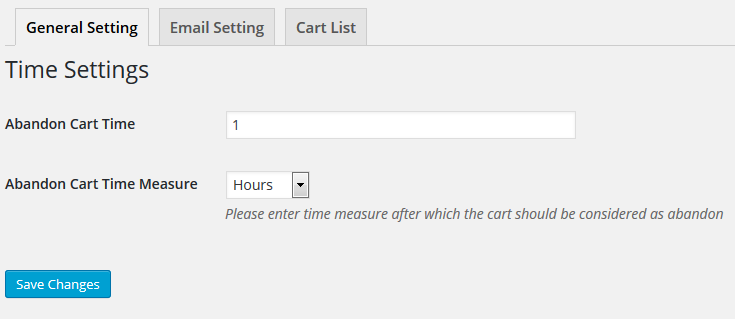 General Setting Email Setting Cart List
Time Settings
Abandon Cart Time 1
Abandon Cart Time Measure Hours
Please enter time measure after which the cart should be considered as abandon
Save Changes